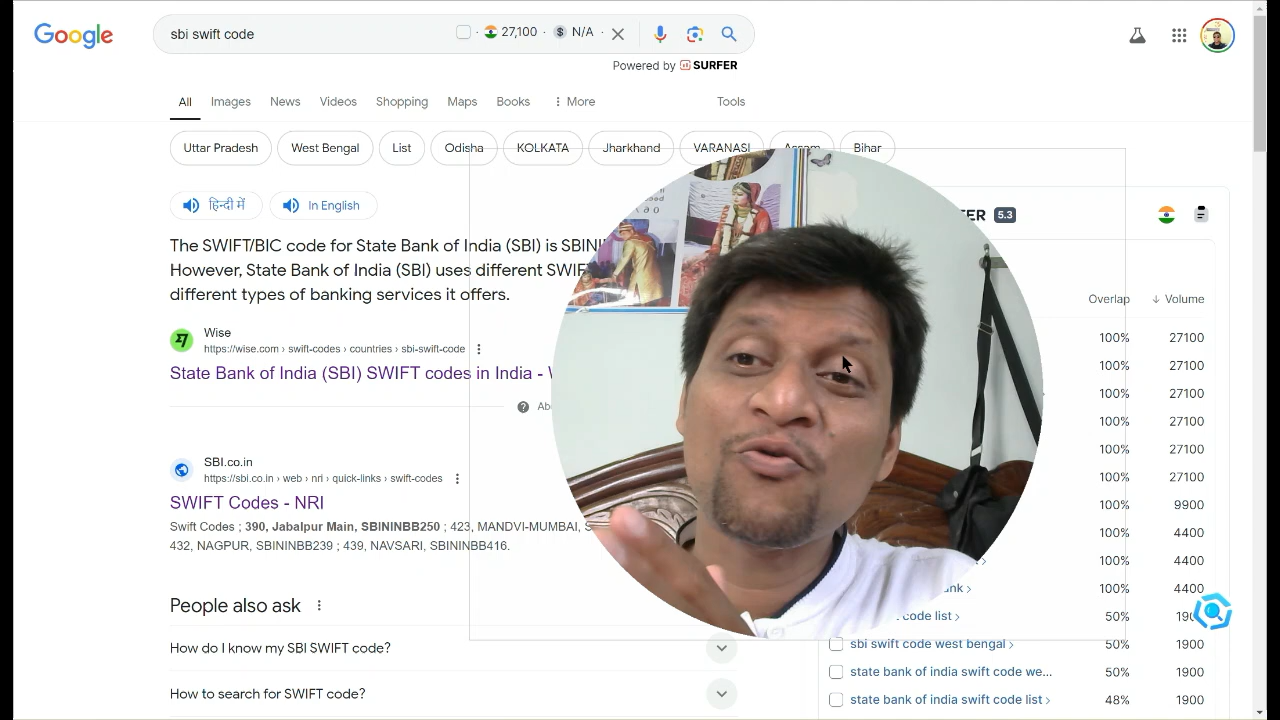 Google
sbi swift code
27,100 · $ N/A ·
Powered by SURFER
All
Images
News
Videos
Shopping
Maps
Books
More
Tools
Uttar Pradesh
West Bengal
List
Odisha
KOLKATA
Jharkhand
VARANASI
Assam
Bihar
हिन्दी में
In English
The SWIFT/BIC code for State Bank of India (SBI) is
However, State Bank of India (SBI) uses different
different types of banking services it offers.
Wise
https://wise.com › swift-codes › countries › sbi-swift-code
State Bank of India (SBI) SWIFT codes in India -
SBI.co.in
https://sbi.co.in › web › nri › quick-links › swift-codes
SWIFT Codes - NRI
Swift Codes ; 390, Jabalpur Main, SBININBB250 ; 423, MANDVI-MUMBAI,
432, NAGPUR, SBININBB239 ; 439, NAVSARI, SBININBB416.
People also ask
How do I know my SBI SWIFT code?
How to search for SWIFT code?
5.3
Overlap
Volume
100% 27100
100% 27100
100% 27100
100% 27100
100% 27100
100% 9900
100% 4400
100% 4400
100% 4400
code list › 50%
sbi swift code west bengal › 50% 1900
state bank of india swift code we... 50% 1900
state bank of india swift code list › 48% 1900